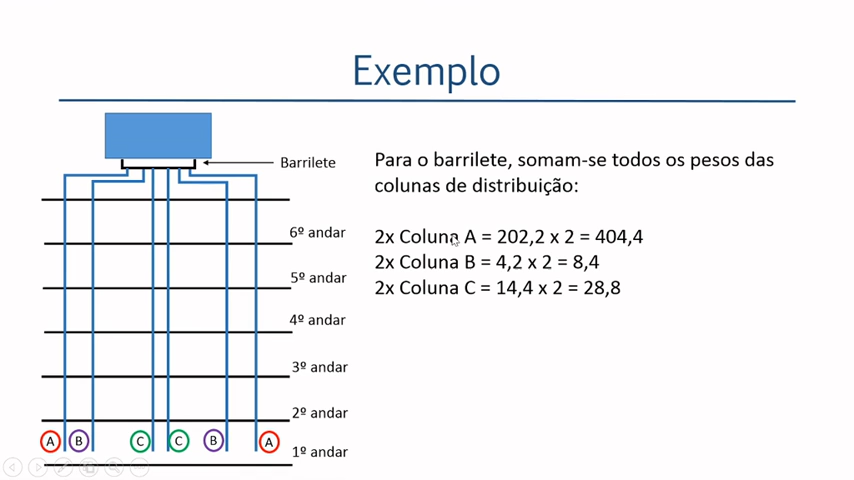 Exemplo
Barrilete
6º andar
5º andar
4º andar
3º andar
2º andar
1º andar
A B C C B A
Para o barrilete, somam-se todos os pesos das
colunas de distribuição:
2x Coluna A = 202,2 x 2 = 404,4
2x Coluna B = 4,2 x 2 = 8,4
2x Coluna C = 14,4 x 2 = 28,8